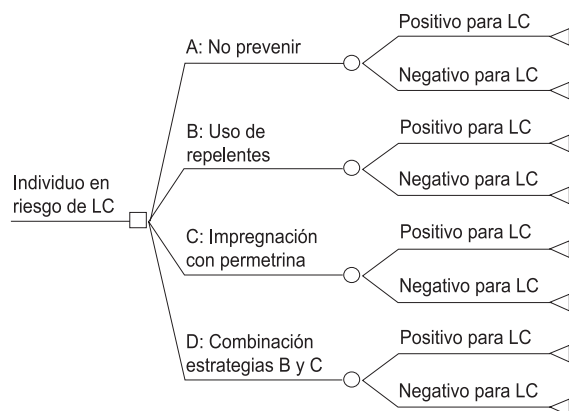 Individuo en
riesgo de LC
A: No prevenir
Positivo para LC
Negativo para LC
B: Uso de
repelentes
Positivo para LC
Negativo para LC
C: Impregnación
con permetrina
Positivo para LC
Negativo para LC
D: Combinación
estrategias B y C
Positivo para LC
Negativo para LC